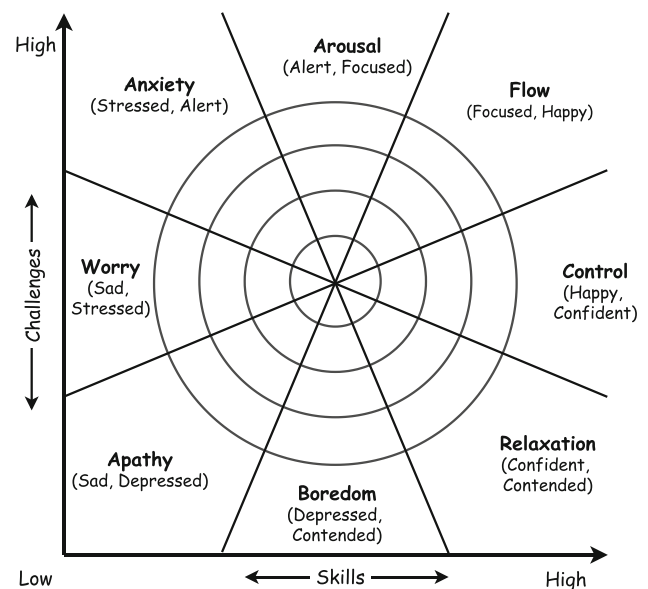 High
Arousal
(Alert, Focused)
Anxiety
(Stressed, Alert)
Flow
(Focused, Happy)
Challenges
Worry
(Sad,
Stressed)
Control
(Happy,
Confident)
Apathy
(Sad, Depressed)
Relaxation
(Confident,
Contended)
Boredom
(Depressed,
Contended)
Low
Skills
High